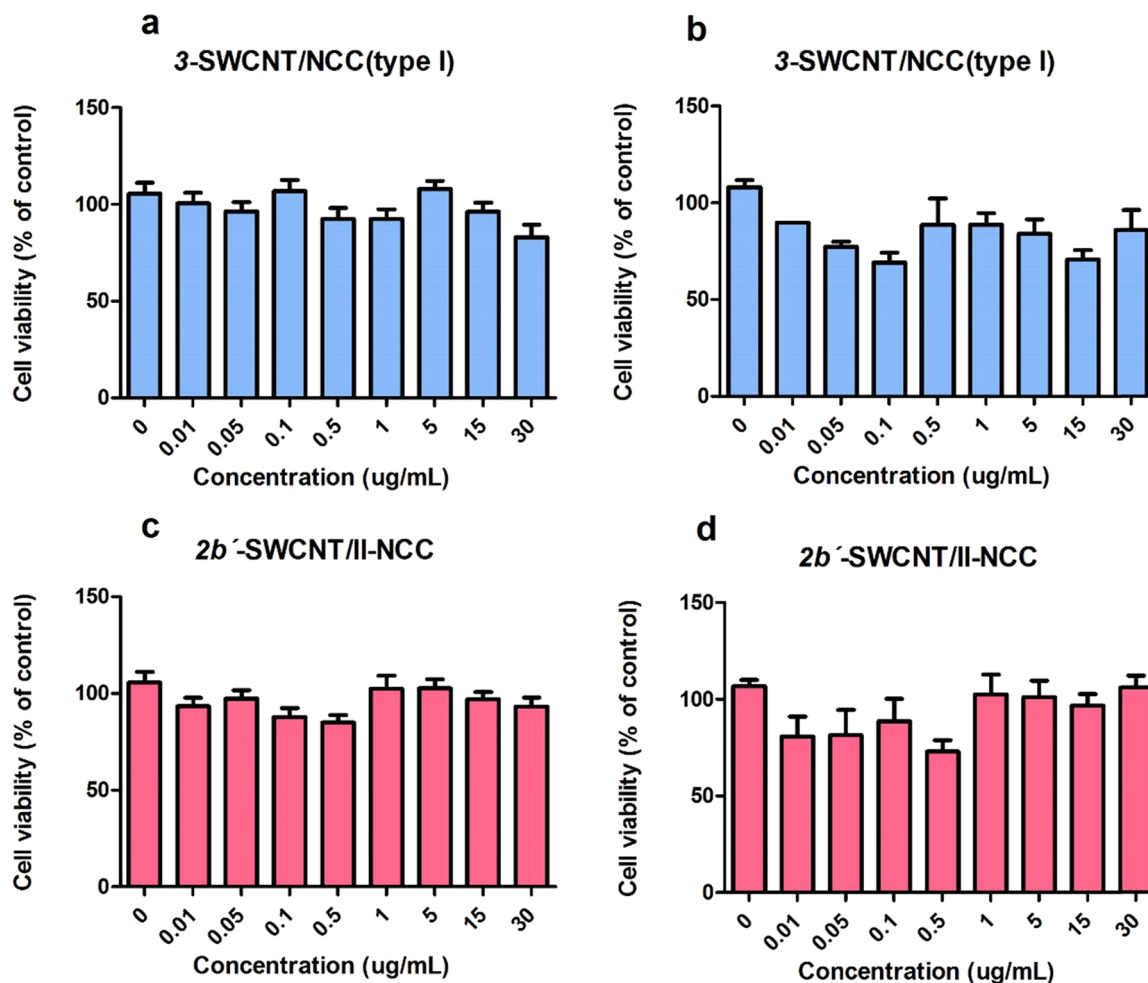 a
3-SWCNT/NCC(type I)
Cell viability (% of control)
150
100
50
0
0 0.01 0.05 0.1 0.5 1 5 15 30
Concentration (ug/mL)
b
3-SWCNT/NCC(type I)
Cell viability (% of control)
150
100
50
0
0 0.01 0.05 0.1 0.5 1 5 15 30
Concentration (ug/mL)
c
2b´-SWCNT/II-NCC
Cell viability (% of control)
150
100
50
0
0 0.01 0.05 0.1 0.5 1 5 15 30
Concentration (ug/mL)
d
2b´-SWCNT/II-NCC
Cell viability (% of control)
150
100
50
0
0 0.01 0.05 0.1 0.5 1 5 15 30
Concentration (ug/mL)